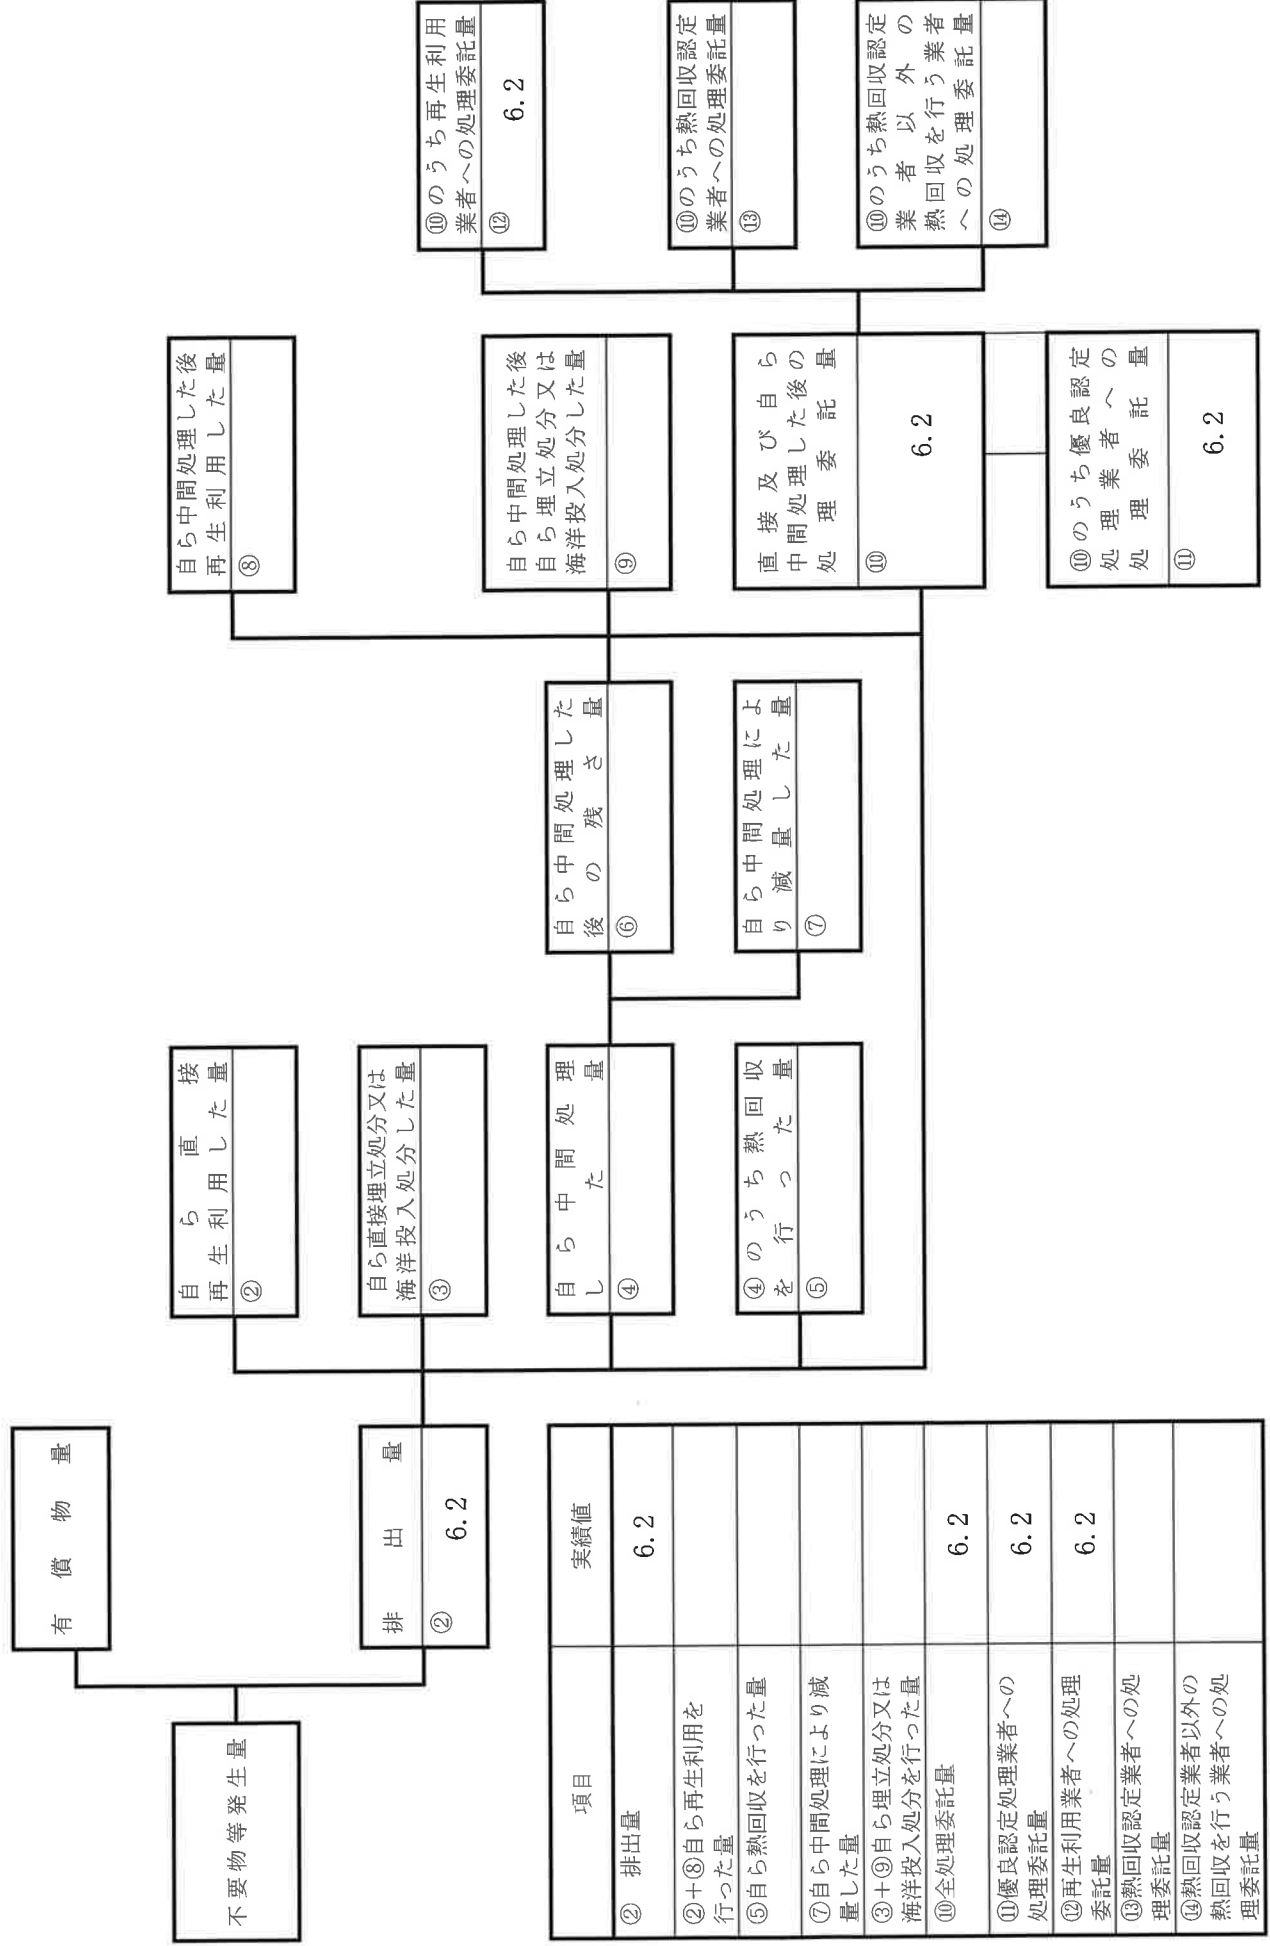 不要物等発生量
有償物量
排出量
②
6.2
自ら直接
再生利用した量
②
自ら直接埋立処分又は
海洋投入処分した量
③
自ら中間処理
した量
④
④のうち熱回収
を行った量
⑤
自ら中間処理した
後の残さ量
⑥
自ら中間処理によ
り減量した量
⑦
自ら中間処理した後
再生利用した量
⑧
自ら中間処理した後
自ら埋立処分又は
海洋投入処分した量
⑨
直接及び自ら
中間処理した後の
処理委託量
⑩
6.2
⑩のうち優良認定
処理業者への
処理委託量
⑪
6.2
⑩のうち再生利用
業者への処理委託量
⑫
6.2
⑩のうち熱回収認定
業者への処理委託量
⑬
⑩のうち熱回収認定
業者以外の
熱回収を行う業者
への処理委託量
⑭
項目 実績値
② 排出量 6.2
②+⑧自ら再生利用を
行った量
⑤自ら熱回収を行った量
⑦自ら中間処理により減
量した量
③+⑨自ら埋立処分又は
海洋投入処分を行った量
⑩全処理委託量 6.2
⑪優良認定処理業者への
処理委託量 6.2
⑫再生利用業者への処理
委託量 6.2
⑬熱回収認定業者への処
理委託量
⑭熱回収認定業者以外の
熱回収を行う業者への処
理委託量